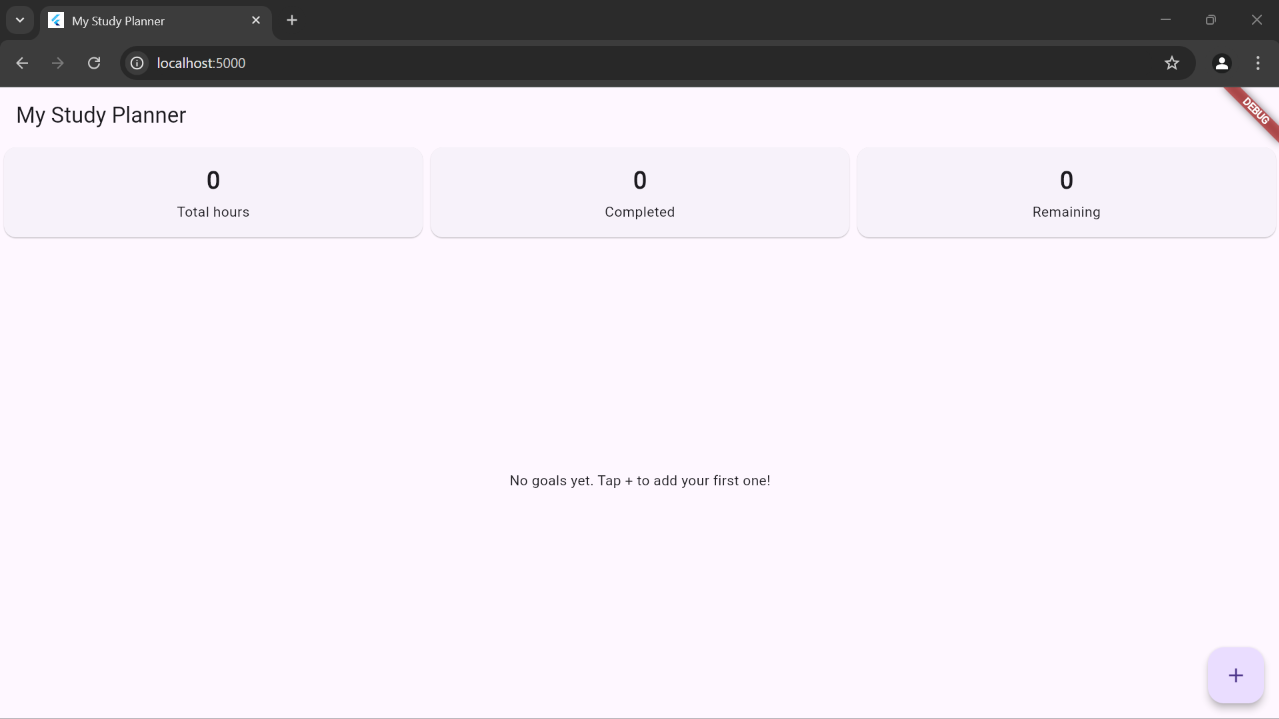 My Study Planner
localhost:5000
My Study Planner
DEBUG
0
Total hours
0
Completed
0
Remaining
No goals yet. Tap + to add your first one!
+